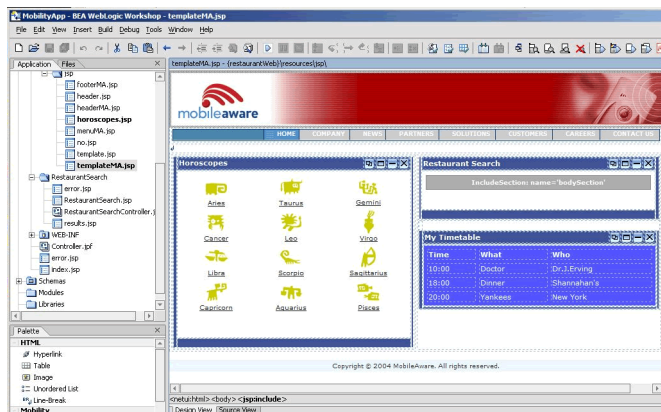 MobilityApp - BEA WebLogic Workshop - templateMA.jsp
File Edit View Insert Build Debug Tools Window Help
Application Files
templateMA.jsp - {restaurantWeb}\resources\jsp\
jsp
footerMA.jsp
header.jsp
headerMA.jsp
horoscopes.jsp
menuMA.jsp
no.jsp
template.jsp
templateMA.jsp
RestaurantSearch
error.jsp
RestaurantSearch.jsp
RestaurantSearchController.j
results.jsp
WEB-INF
Controller.jpf
error.jsp
index.jsp
Schemas
Modules
Libraries
Palette
HTML
Hyperlink
Table
Image
Unordered List
Line-Break
Mobility
mobileaware
HOME COMPANY NEWS PARTNERS SOLUTIONS CUSTOMERS CAREERS CONTACT US
Horoscopes
Aries Taurus Gemini
Cancer Leo Virgo
Libra Scorpio Sagittarius
Capricorn Aquarius Pisces
Restaurant Search
IncludeSection: name='bodySection'
My Timetable
Time What Who
10:00 Doctor Dr.J.Erving
18:00 Dinner Shannahan's
20:00 Yankees New York
Copyright © 2004 MobileAware. All rights reserved.
<netui:html> <body> <jsp:include>
Design View Source View